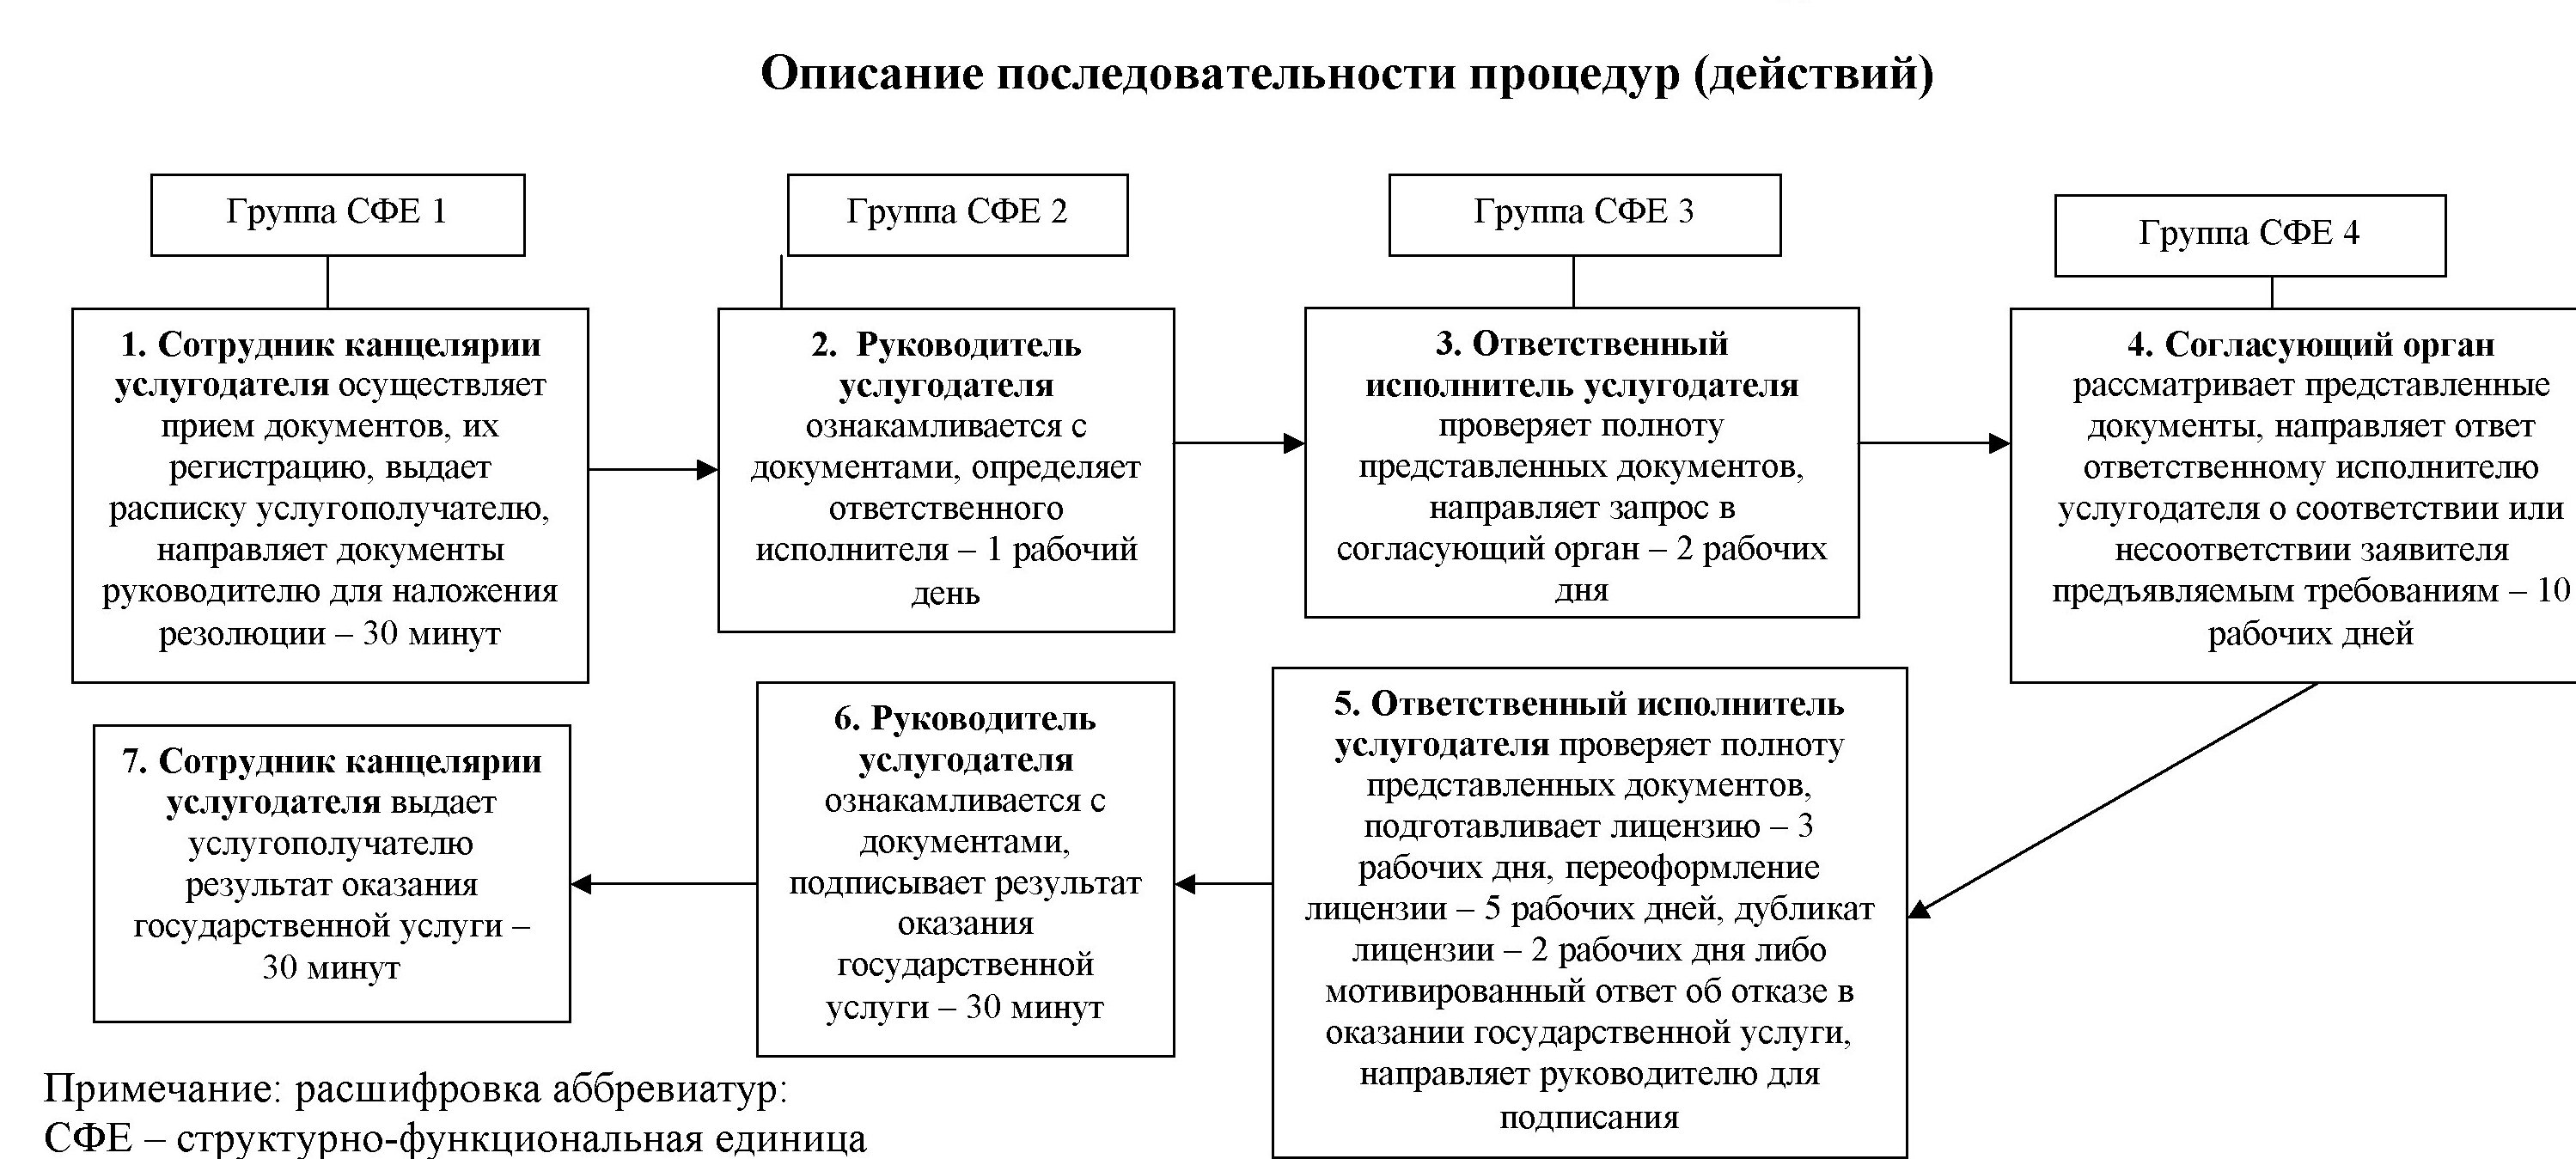 Описание последовательности процедур (действий)
Группа СФЕ 1
Группа СФЕ 2
Группа СФЕ 3
Группа СФЕ 4
1. Сотрудник канцелярии
услугодателя осуществляет
прием документов, их
регистрацию, выдает
расписку услугополучателю,
направляет документы
руководителю для наложения
резолюции – 30 минут
2. Руководитель
услугодателя
ознакамливается с
документами, определяет
ответственного
исполнителя – 1 рабочий
день
3. Ответственный
исполнитель услугодателя
проверяет полноту
представленных документов,
направляет запрос в
согласующий орган – 2 рабочих
дня
4. Согласующий орган
рассматривает представленные
документы, направляет ответ
ответственному исполнителю
услугодателя о соответствии или
несоответствии заявителя
предъявляемым требованиям – 10
рабочих дней
5. Ответственный исполнитель
услугодателя проверяет полноту
представленных документов,
подготавливает лицензию – 3
рабочих дня, переоформление
лицензии – 5 рабочих дней, дубликат
лицензии – 2 рабочих дня либо
мотивированный ответ об отказе в
оказании государственной услуги,
направляет руководителю для
подписания
6. Руководитель
услугодателя
ознакамливается с
документами,
подписывает результат
оказания
государственной
услуги – 30 минут
7. Сотрудник канцелярии
услугодателя выдает
услугополучателю
результат оказания
государственной услуги –
30 минут
Примечание: расшифровка аббревиатур:
СФЕ – структурно-функциональная единица